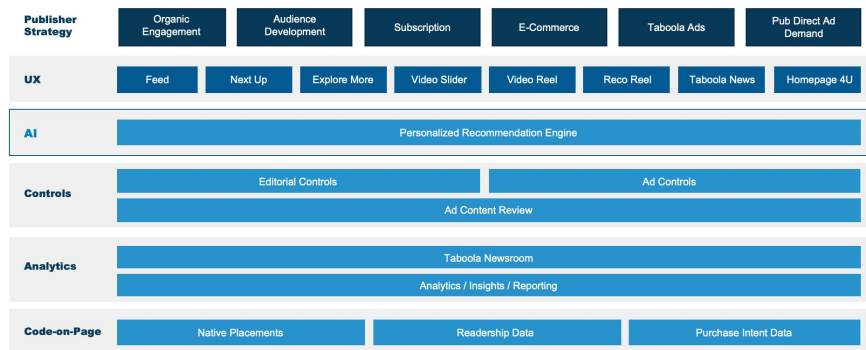 Publisher
Strategy
Organic
Engagement
Audience
Development
Subscription
E-Commerce
Taboola Ads
Pub Direct Ad
Demand
UX
Feed
Next Up
Explore More
Video Slider
Video Reel
Reco Reel
Taboola News
Homepage 4U
AI
Personalized Recommendation Engine
Controls
Editorial Controls
Ad Controls
Ad Content Review
Analytics
Taboola Newsroom
Analytics / Insights / Reporting
Code-on-Page
Native Placements
Readership Data
Purchase Intent Data